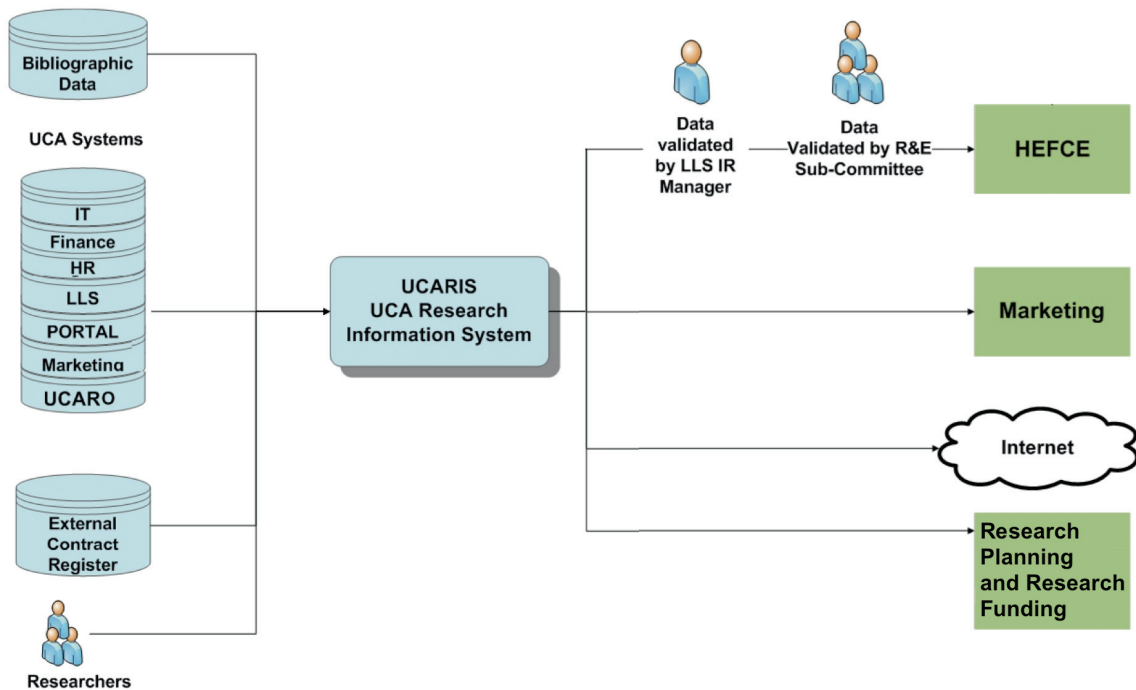 Bibliographic
Data
UCA Systems
IT
Finance
HR
LLS
PORTAL
Marketing
UCARO
External
Contract
Register
Researchers
UCARIS
UCA Research
Information System
Data
validated
by LLS IR
Manager
Data
Validated by R&E
Sub-Committee
HEFCE
Marketing
Internet
Research
Planning
and Research
Funding